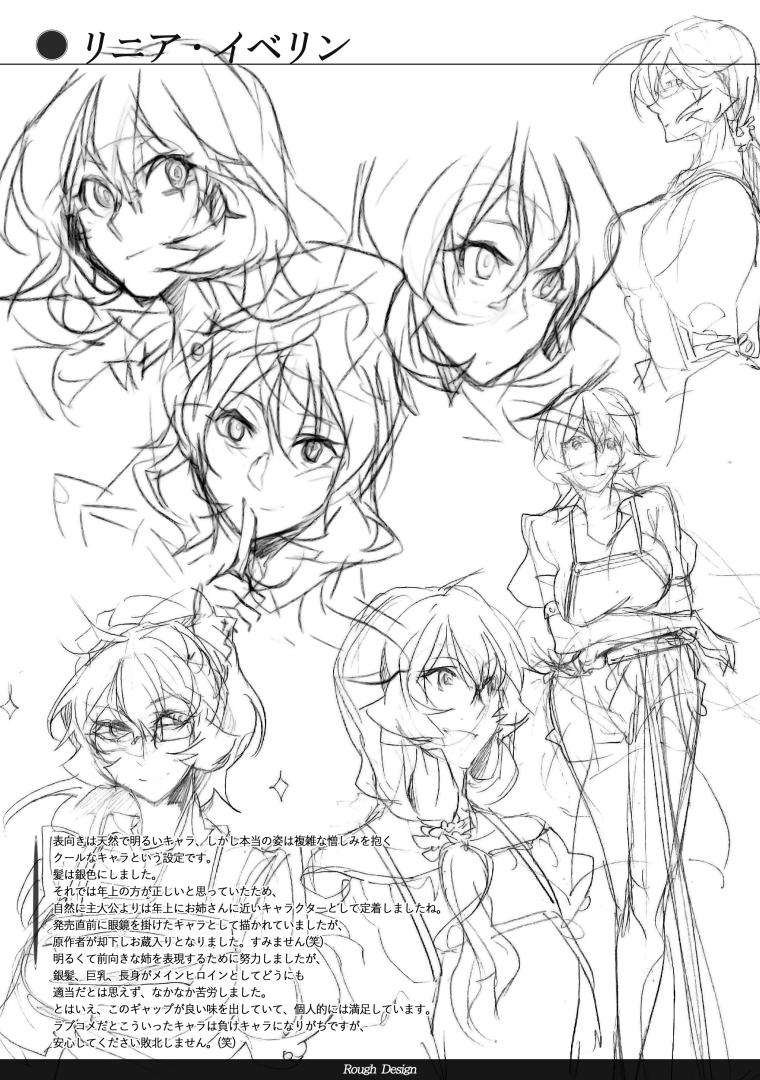 リニア・イベリン
表向きは天然で明るいキャラ、しかし本当の姿は複雑な憎しみを抱く
クールなキャラという設定です。
髪は銀色にしました。
それでは年上の方が正しいと思っていたため、
自然に主人公よりは年上にお姉さんに近いキャラクターとして定着しましたね。
発売直前に眼鏡を掛けたキャラとして描かれていましたが、
原作者が却下しお蔵入りとなりました。すみません(笑)
明るくて前向きな姉を表現するために努力しましたが、
銀髪、巨乳、長身がメインヒロインとしてどうにも
適当だとは思えず、なかなか苦労しました。
とはいえ、このギャップが良い味を出していて、個人的には満足しています。
ラブコメだとこういったキャラは負けキャラになりがちですが、
安心してください敗北しません。(笑)
Rough Design